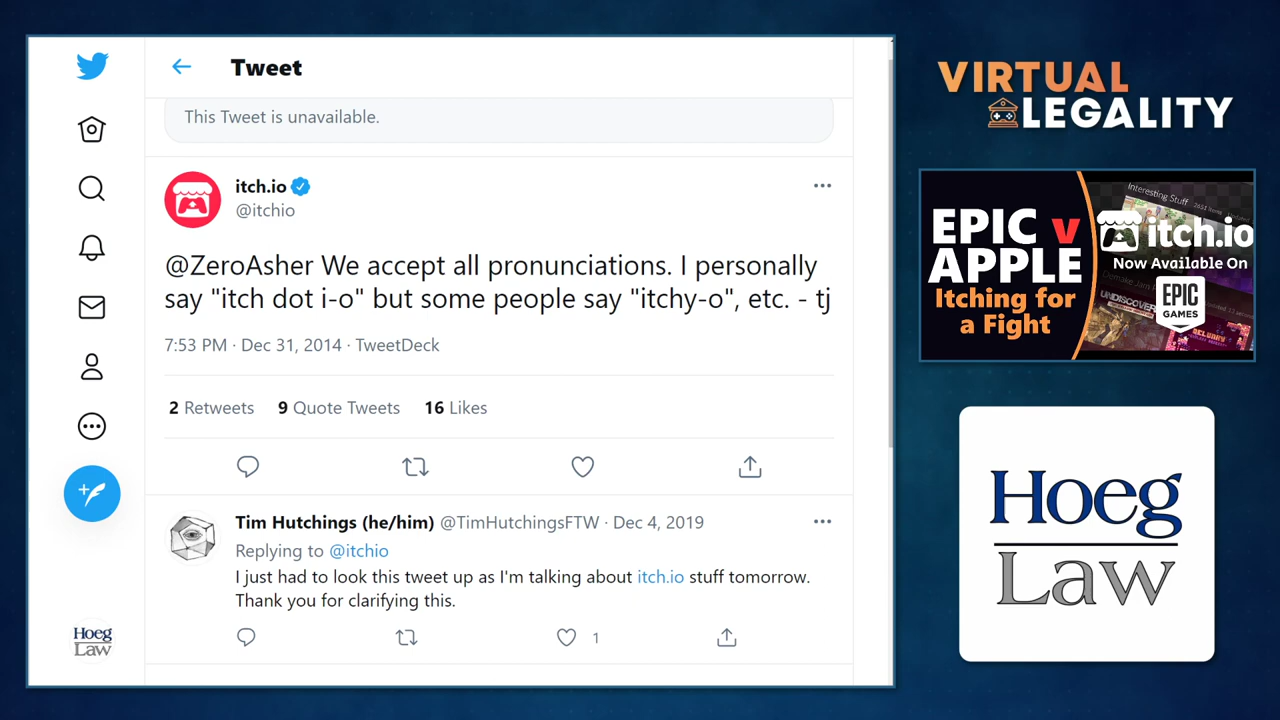 Tweet
This Tweet is unavailable.
itch.io
@itchio
@ZeroAsher We accept all pronunciations. I personally
say "itch dot i-o" but some people say "itchy-o", etc. - tj
7:53 PM · Dec 31, 2014 · TweetDeck
2 Retweets 9 Quote Tweets 16 Likes
Tim Hutchings (he/him) @TimHutchingsFTW · Dec 4, 2019
Replying to @itchio
I just had to look this tweet up as I'm talking about itch.io stuff tomorrow.
Thank you for clarifying this.
1
Hoeg
Law
VIRTUAL
LEGALITY
EPIC v
APPLE
Itching for
a Fight
Interesting Stuff
itch.io
Now Available On
EPIC
GAMES
Hoeg
Law